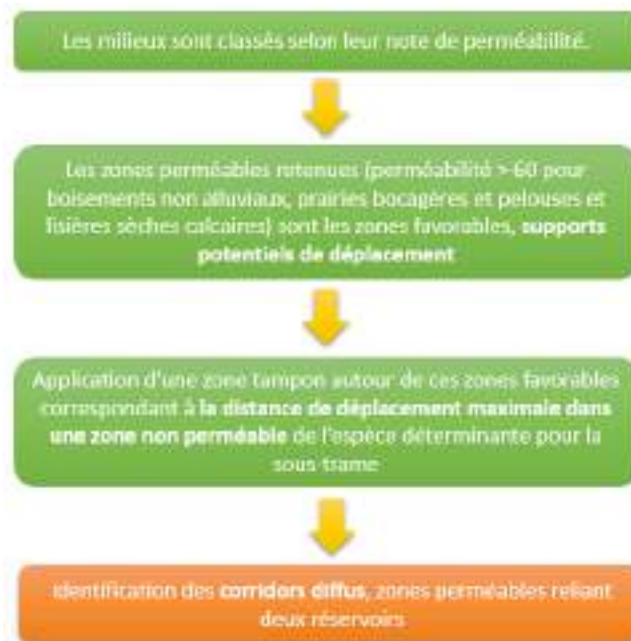 Les milieux sont classés selon leur note de perméabilité.
Les zones perméables retenues (perméabilité > 60 pour
boisements non alluviaux, prairies bocagères et pelouses et
lisières sèches calcaires) sont les zones favorables, supports
potentiels de déplacement
Application d'une zone tampon autour de ces zones favorables
correspondant à la distance de déplacement maximale dans
une zone non perméable de l'espèce déterminante pour la
sous trame
Identification des corridors diffus, zones perméables reliant
deux réservoirs